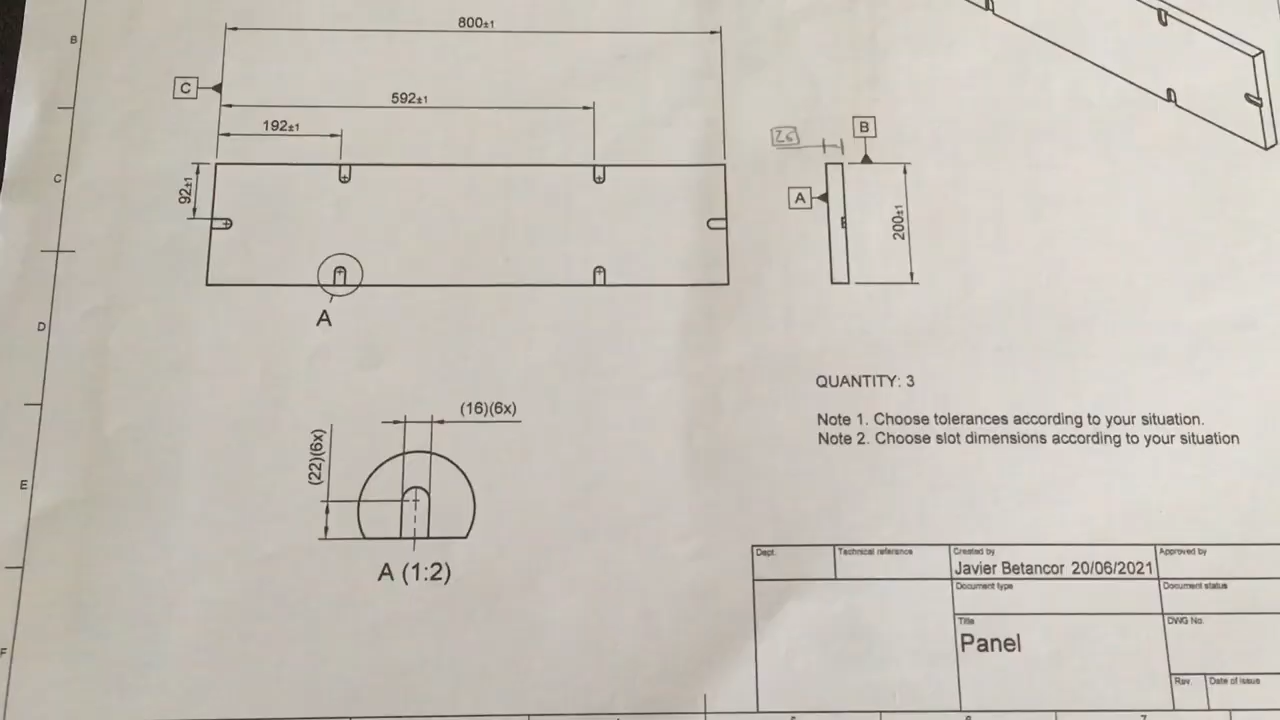 B
800±1
C
592±1
192±1
B
26
C
A
92±1
200±1
A
D
QUANTITY: 3
(16)(6x)
Note 1. Choose tolerances according to your situation.
Note 2. Choose slot dimensions according to your situation
(22)(6x)
E
A (1:2)
Dept.
Technical reference
Created by
Approved by
Javier Betancor 20/06/2021
Document type
Document status
Title
DWG No.
Panel
F
Rev.
Date of issue
6
7